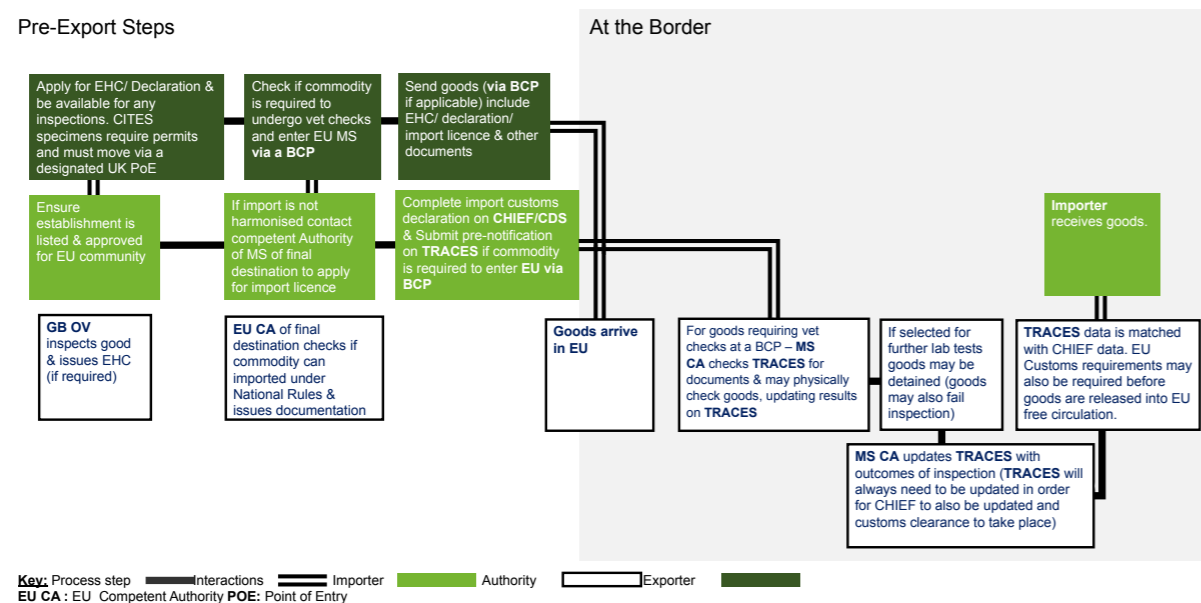 Pre-Export Steps
At the Border
Apply for EHC/ Declaration &
be available for any
inspections. CITES
specimens require permits
and must move via a
designated UK PoE
Check if commodity
is required to
undergo vet checks
and enter EU MS
via a BCP
Send goods (via BCP
if applicable) include
EHC/ declaration/
import licence & other
documents
Ensure
establishment is
listed & approved
for EU community
If import is not
harmonised contact
competent Authority
of MS of final
destination to apply
for import licence
Complete import customs
declaration on CHIEF/CDS
& Submit pre-notification
on TRACES if commodity
is required to enter EU via
BCP
Importer
receives goods.
GB OV
inspects good
& issues EHC
(if required)
EU CA of final
destination checks if
commodity can
imported under
National Rules &
issues documentation
Goods arrive
in EU
For goods requiring vet
checks at a BCP – MS
CA checks TRACES for
documents & may physically
check goods, updating results
on TRACES
If selected for
further lab tests
goods may be
detained (goods
may also fail
inspection)
TRACES data is matched
with CHIEF data. EU
Customs requirements may
also be required before
goods are released into EU
free circulation.
MS CA updates TRACES with
outcomes of inspection (TRACES will
always need to be updated in order
for CHIEF to also be updated and
customs clearance to take place)
Key: Process step Interactions Importer Authority Exporter
EU CA : EU Competent Authority POE: Point of Entry